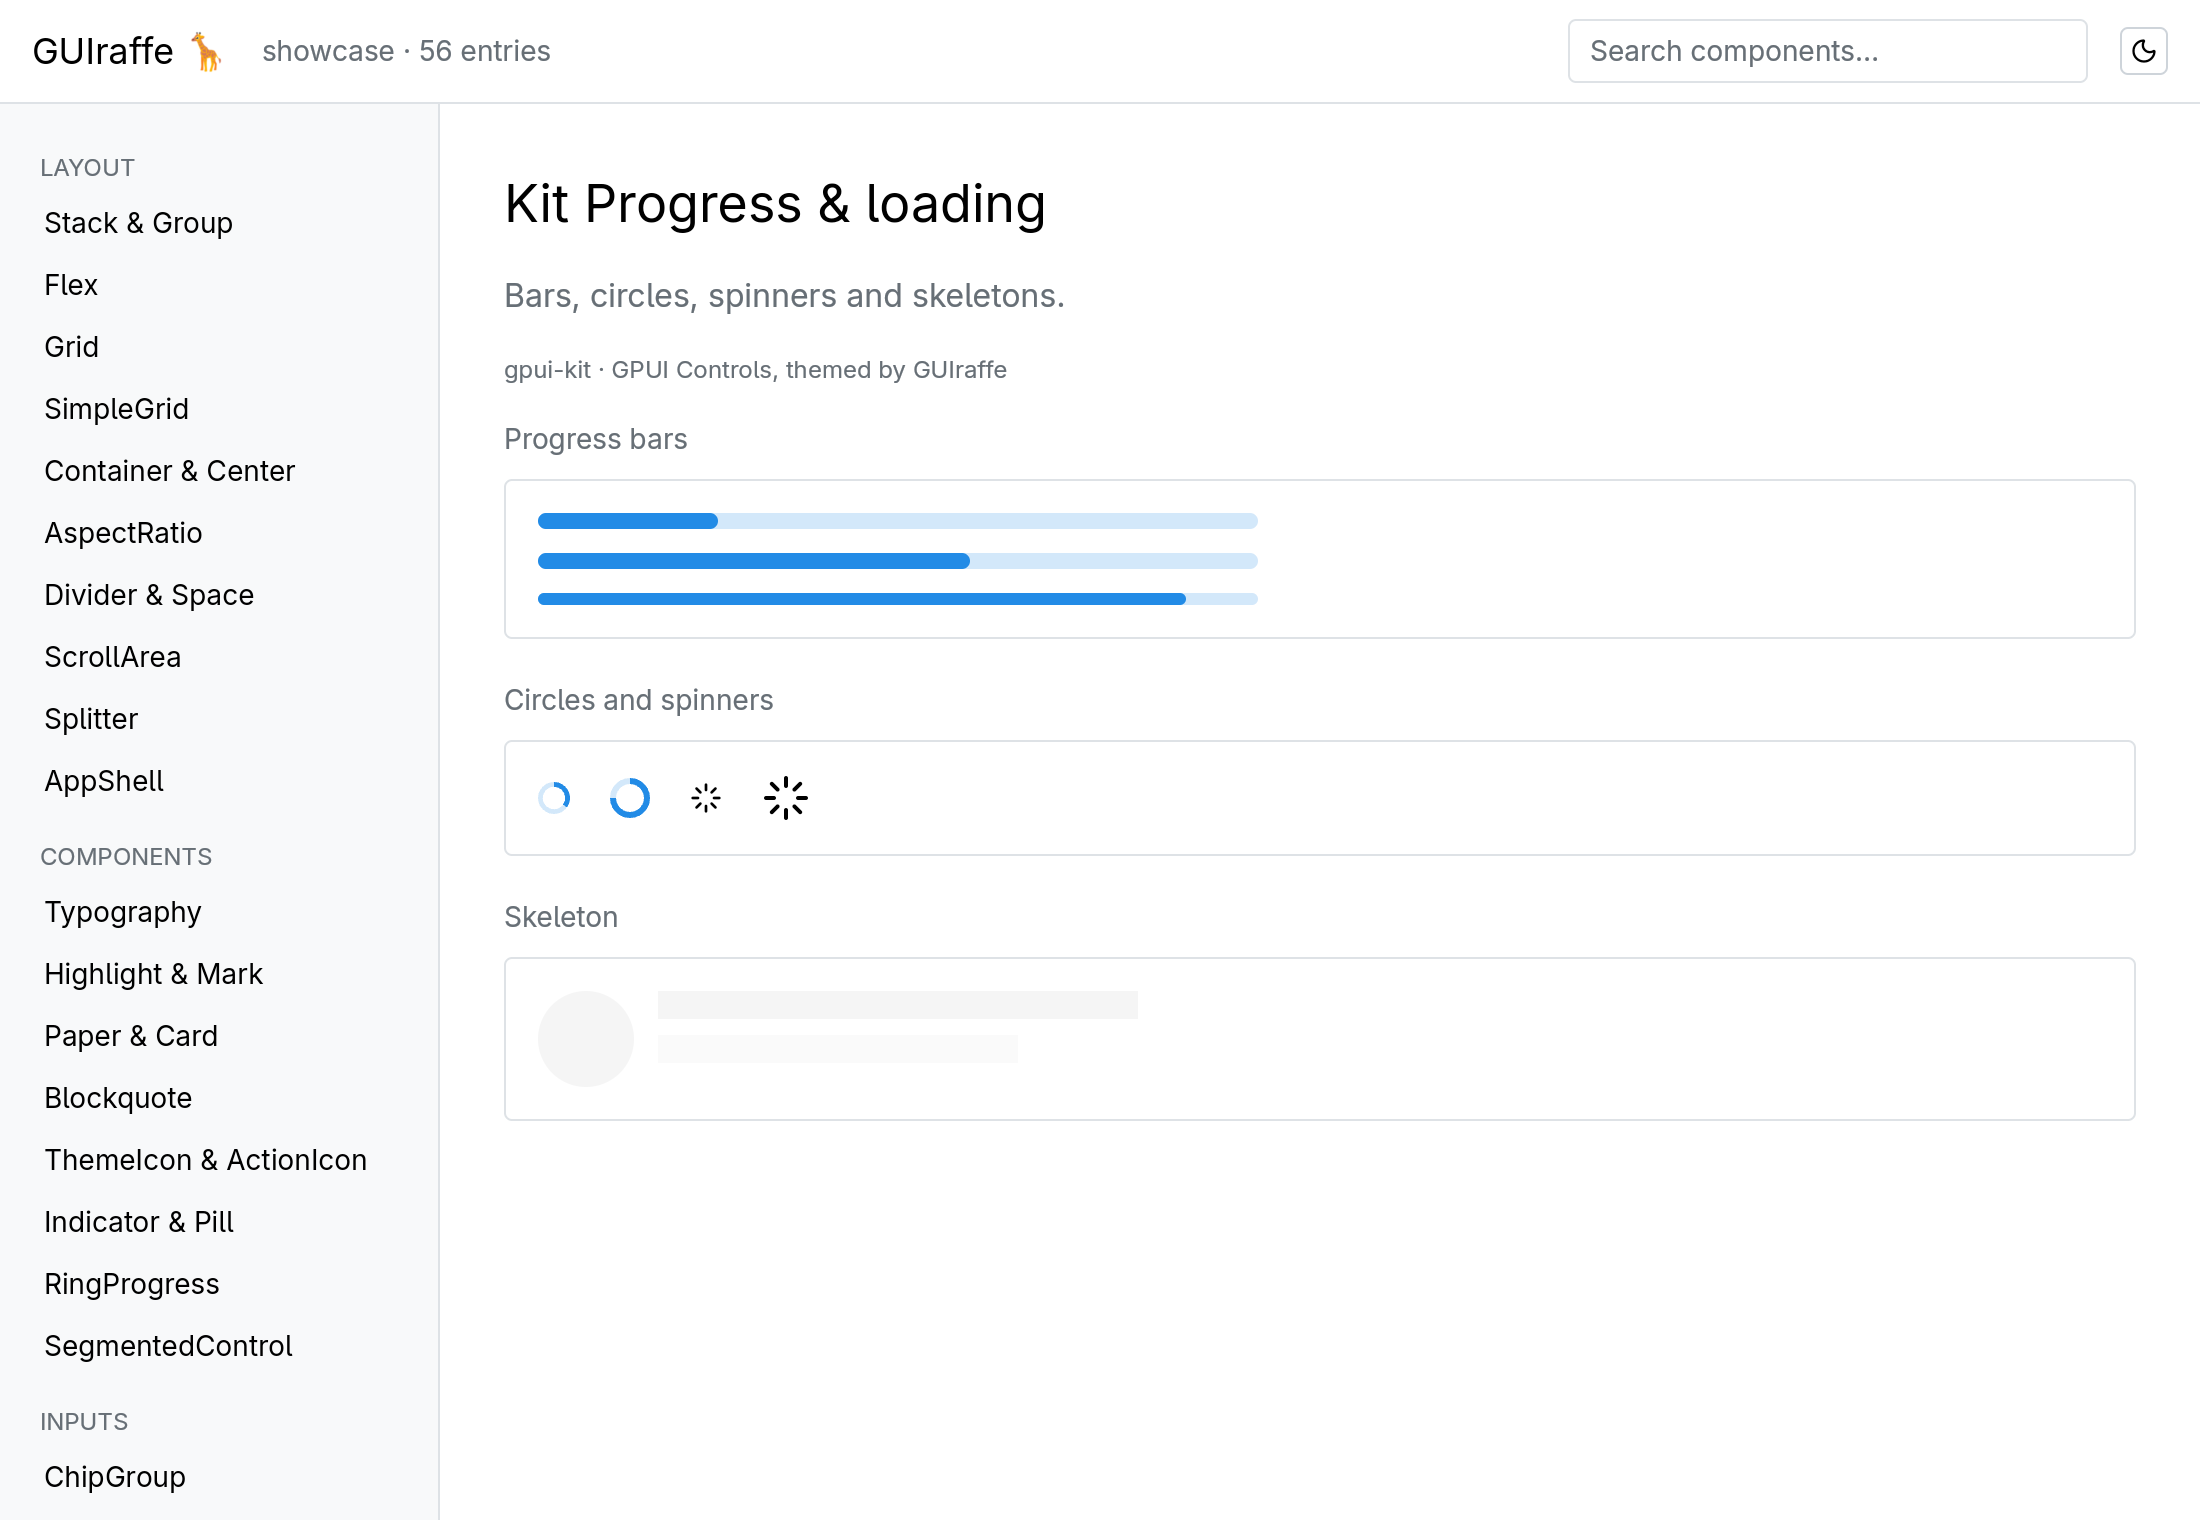 GUIraffe 🦒 showcase · 56 entries Search components...
LAYOUT
Stack & Group
Flex
Grid
SimpleGrid
Container & Center
AspectRatio
Divider & Space
ScrollArea
Splitter
AppShell
COMPONENTS
Typography
Highlight & Mark
Paper & Card
Blockquote
ThemeIcon & ActionIcon
Indicator & Pill
RingProgress
SegmentedControl
INPUTS
ChipGroup
Kit Progress & loading
Bars, circles, spinners and skeletons.
gpui-kit · GPUI Controls, themed by GUIraffe
Progress bars
Circles and spinners
Skeleton